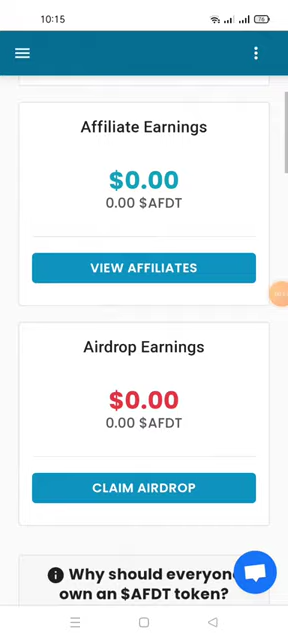 10:15
76
Affiliate Earnings
$0.00
0.00 $AFDT
VIEW AFFILIATES
Airdrop Earnings
$0.00
0.00 $AFDT
CLAIM AIRDROP
Why should everyone
own an $AFDT token?